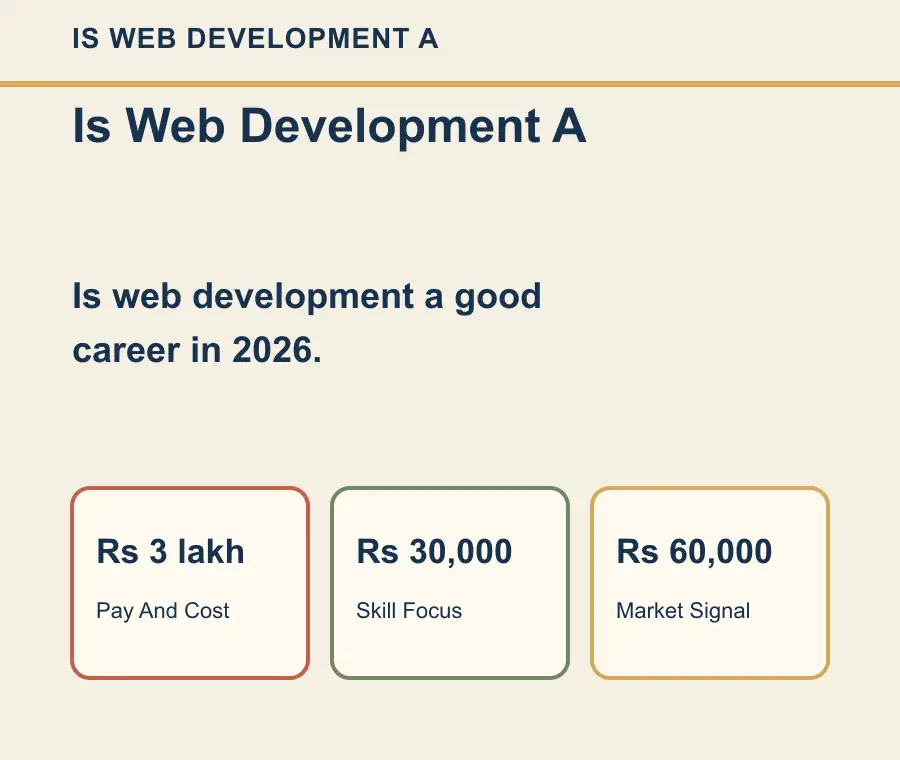 IS WEB DEVELOPMENT A
Is Web Development A
Is web development a good
career in 2026.
Rs 3 lakh
Pay And Cost
Rs 30,000
Skill Focus
Rs 60,000
Market Signal